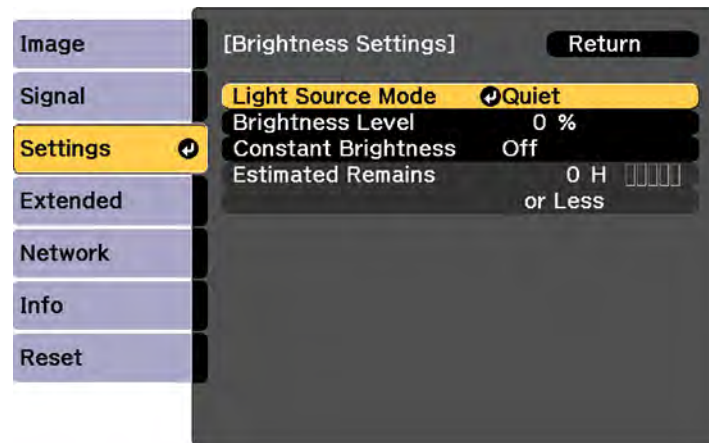 Image
Signal
Settings
Extended
Network
Info
Reset
[Brightness Settings]
Return
Light Source Mode Quiet
Brightness Level 0 %
Constant Brightness Off
Estimated Remains 0 H
or Less